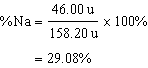 %Na = 46.00 u / 158.20 u x 100%
= 29.08%